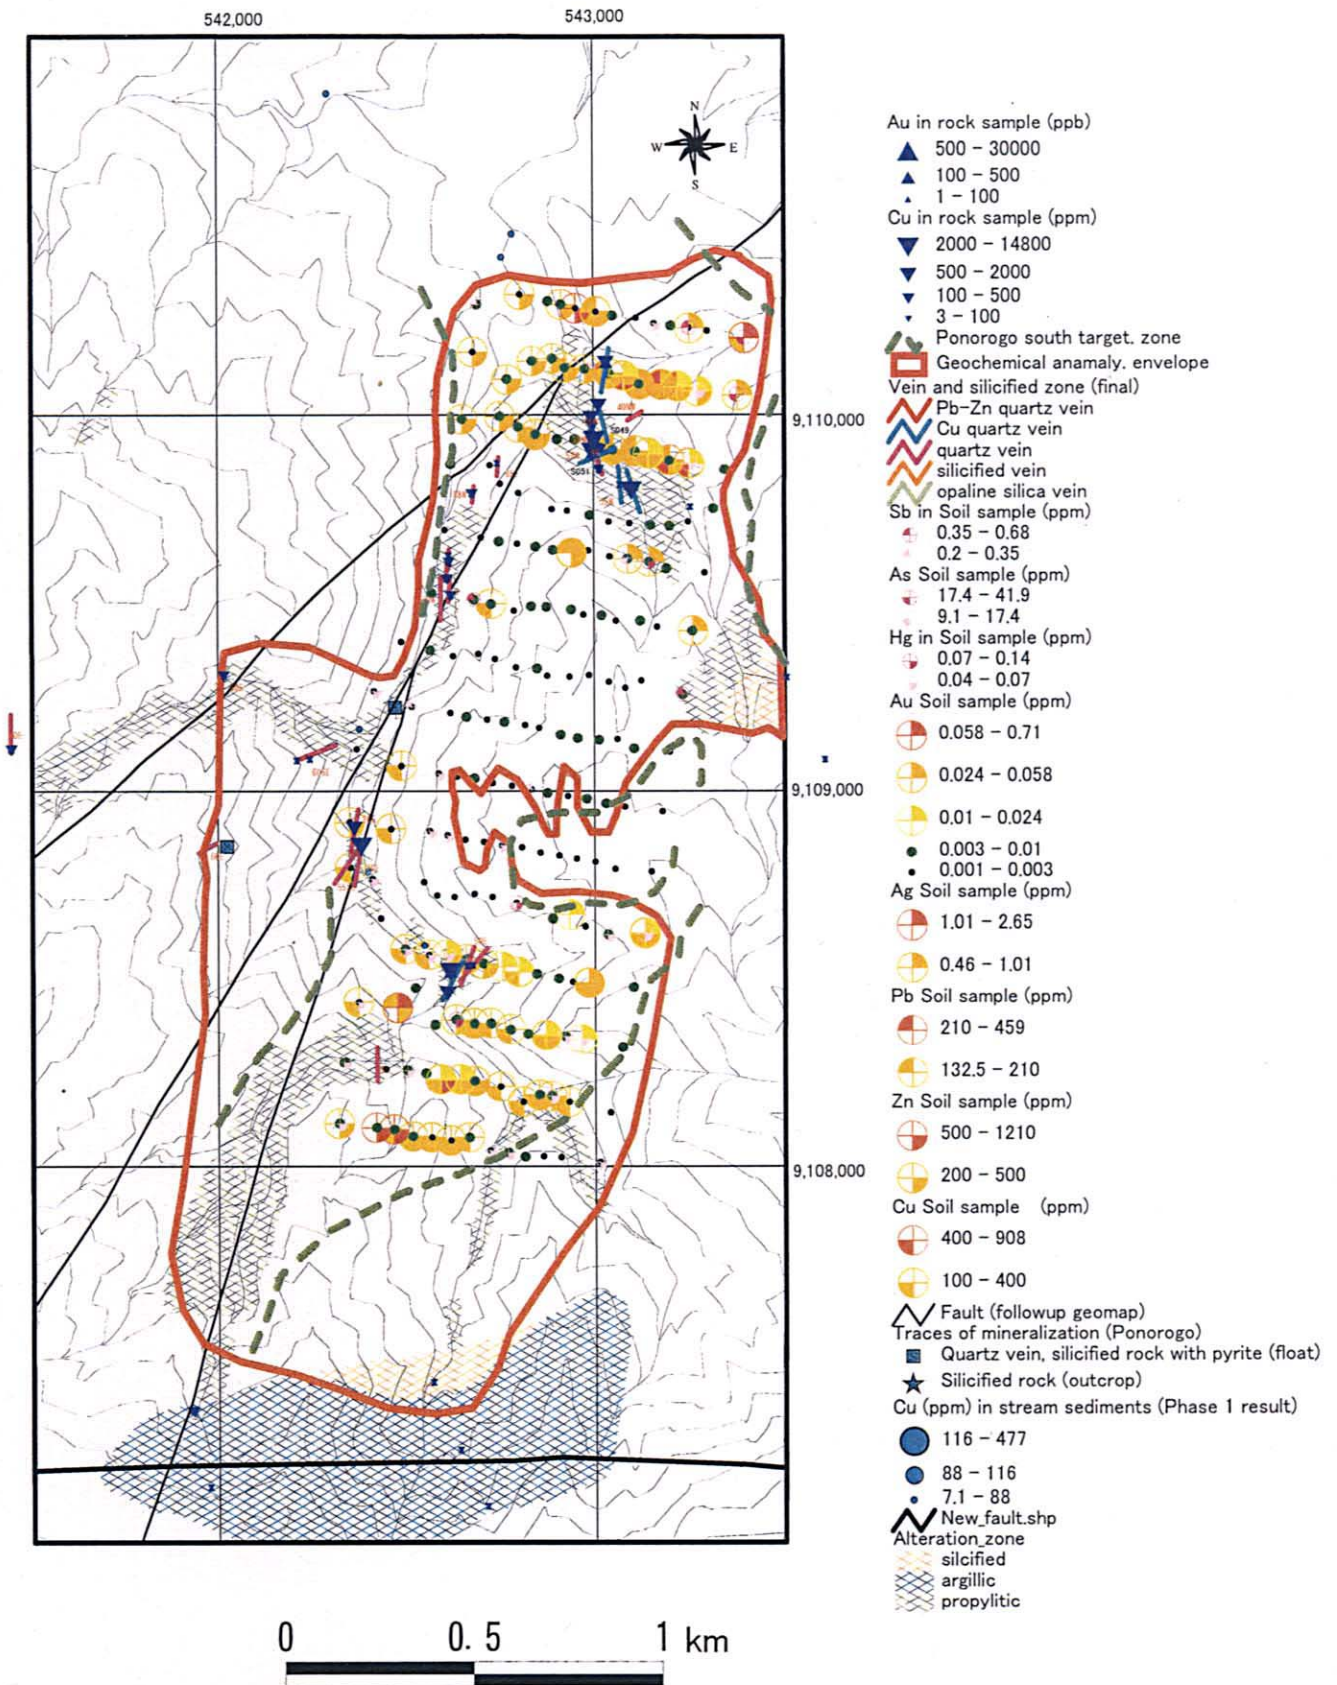 542,000
543,000
N
W E
S
9,110,000
9,109,000
9,108,000
S049
S051
Au in rock sample (ppb)
500 - 30000
100 - 500
1 - 100
Cu in rock sample (ppm)
2000 - 14800
500 - 2000
100 - 500
3 - 100
Ponorogo south target. zone
Geochemical anamaly. envelope
Vein and silicified zone (final)
Pb-Zn quartz vein
Cu quartz vein
quartz vein
silicified vein
opaline silica vein
Sb in Soil sample (ppm)
0.35 - 0.68
0.2 - 0.35
As Soil sample (ppm)
17.4 - 41.9
9.1 - 17.4
Hg in Soil sample (ppm)
0.07 - 0.14
0.04 - 0.07
Au Soil sample (ppm)
0.058 - 0.71
0.024 - 0.058
0.01 - 0.024
0.003 - 0.01
0.001 - 0.003
Ag Soil sample (ppm)
1.01 - 2.65
0.46 - 1.01
Pb Soil sample (ppm)
210 - 459
132.5 - 210
Zn Soil sample (ppm)
500 - 1210
200 - 500
Cu Soil sample (ppm)
400 - 908
100 - 400
Fault (followup geomap)
Traces of mineralization (Ponorogo)
Quartz vein, silicified rock with pyrite (float)
Silicified rock (outcrop)
Cu (ppm) in stream sediments (Phase 1 result)
116 - 477
88 - 116
7.1 - 88
New_fault.shp
Alteration_zone
silcified
argillic
propylitic
0 0.5 1 km